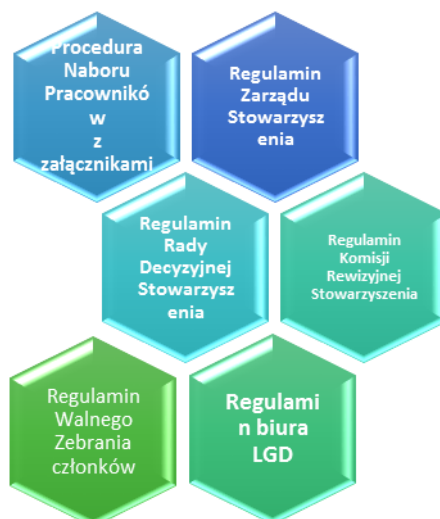 Procedura
Naboru
Pracownikó
w
z
załącznikami
Regulamin
Zarządu
Stowarzysz
enia
Regulamin
Rady
Decyzyjnej
Stowarzysz
enia
Regulamin
Komisji
Rewizyjnej
Stowarzyszenia
Regulamin
Walnego
Zebrania
członków
Regulami
n biura
LGD